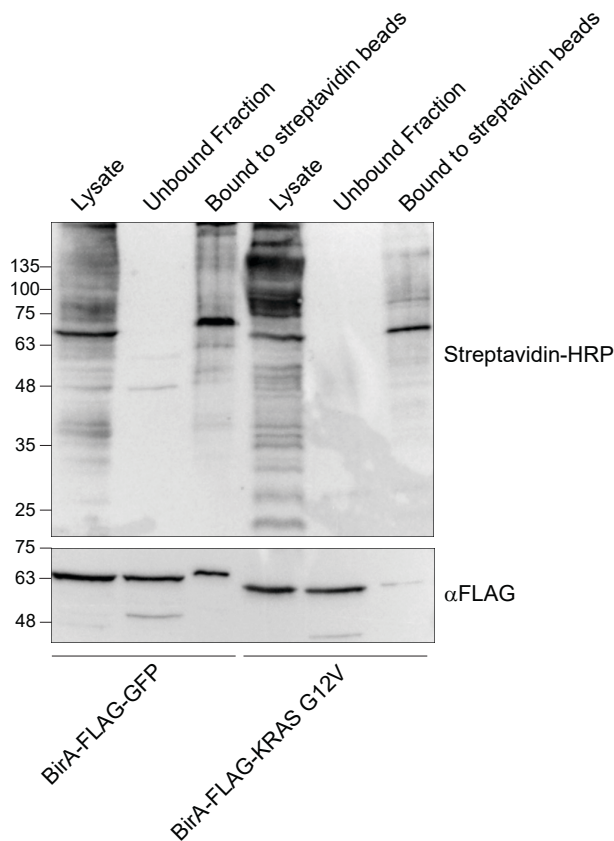 Lysate
Unbound Fraction
Bound to streptavidin beads
Lysate
Unbound Fraction
Bound to streptavidin beads
135
100
75
63
48
35
25
Streptavidin-HRP
75
63
48
αFLAG
BirA-FLAG-GFP
BirA-FLAG-KRAS G12V